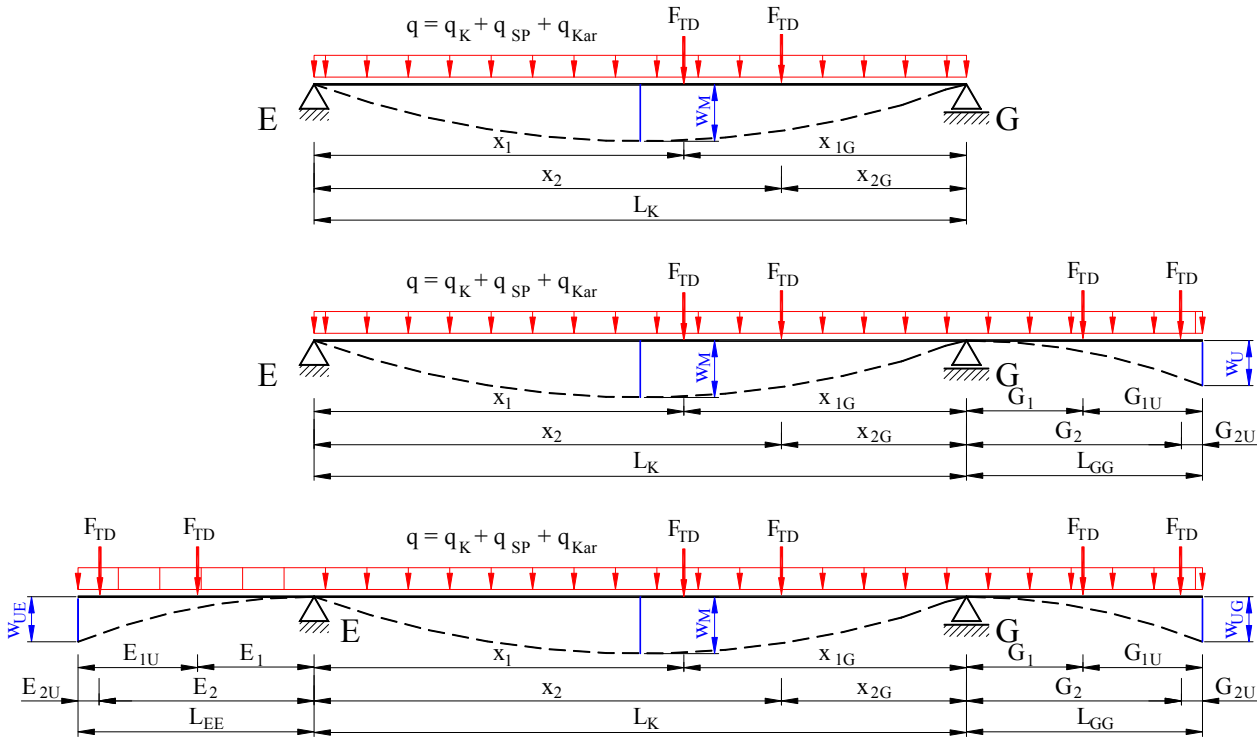 q = q_K + q_SP + q_Kar F_TD F_TD
E w_M G
x_1 x_1G
x_2 x_2G
L_K
q = q_K + q_SP + q_Kar F_TD F_TD F_TD F_TD
E w_M G w_U
x_1 x_1G G_1 G_1U
x_2 x_2G G_2 G_2U
L_K L_GG
F_TD F_TD q = q_K + q_SP + q_Kar F_TD F_TD F_TD F_TD
w_UE E w_M G w_UG
E_1U E_1 x_1 x_1G G_1 G_1U
E_2U E_2 x_2 x_2G G_2 G_2U
L_EE L_K L_GG